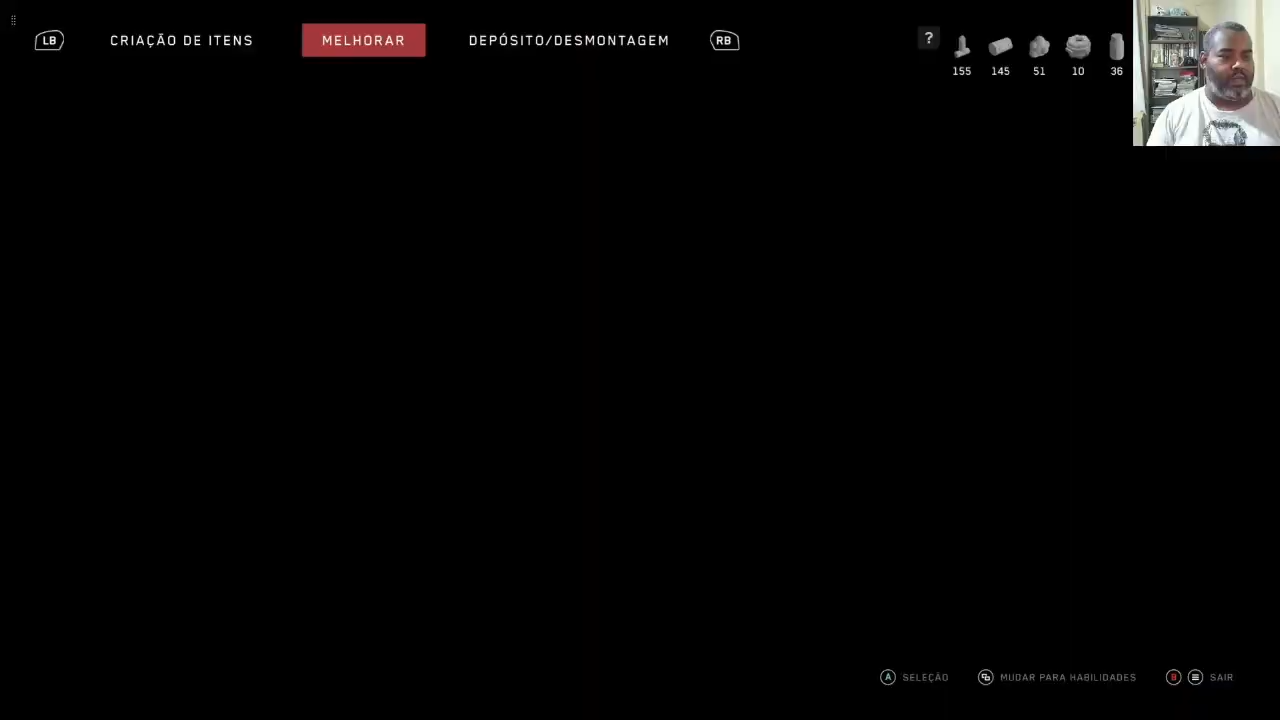 LB CRIAÇÃO DE ITENS MELHORAR DEPÓSITO/DESMONTAGEM RB ?
155 145 51 10 36
A SELEÇÃO MUDAR PARA HABILIDADES B SAIR